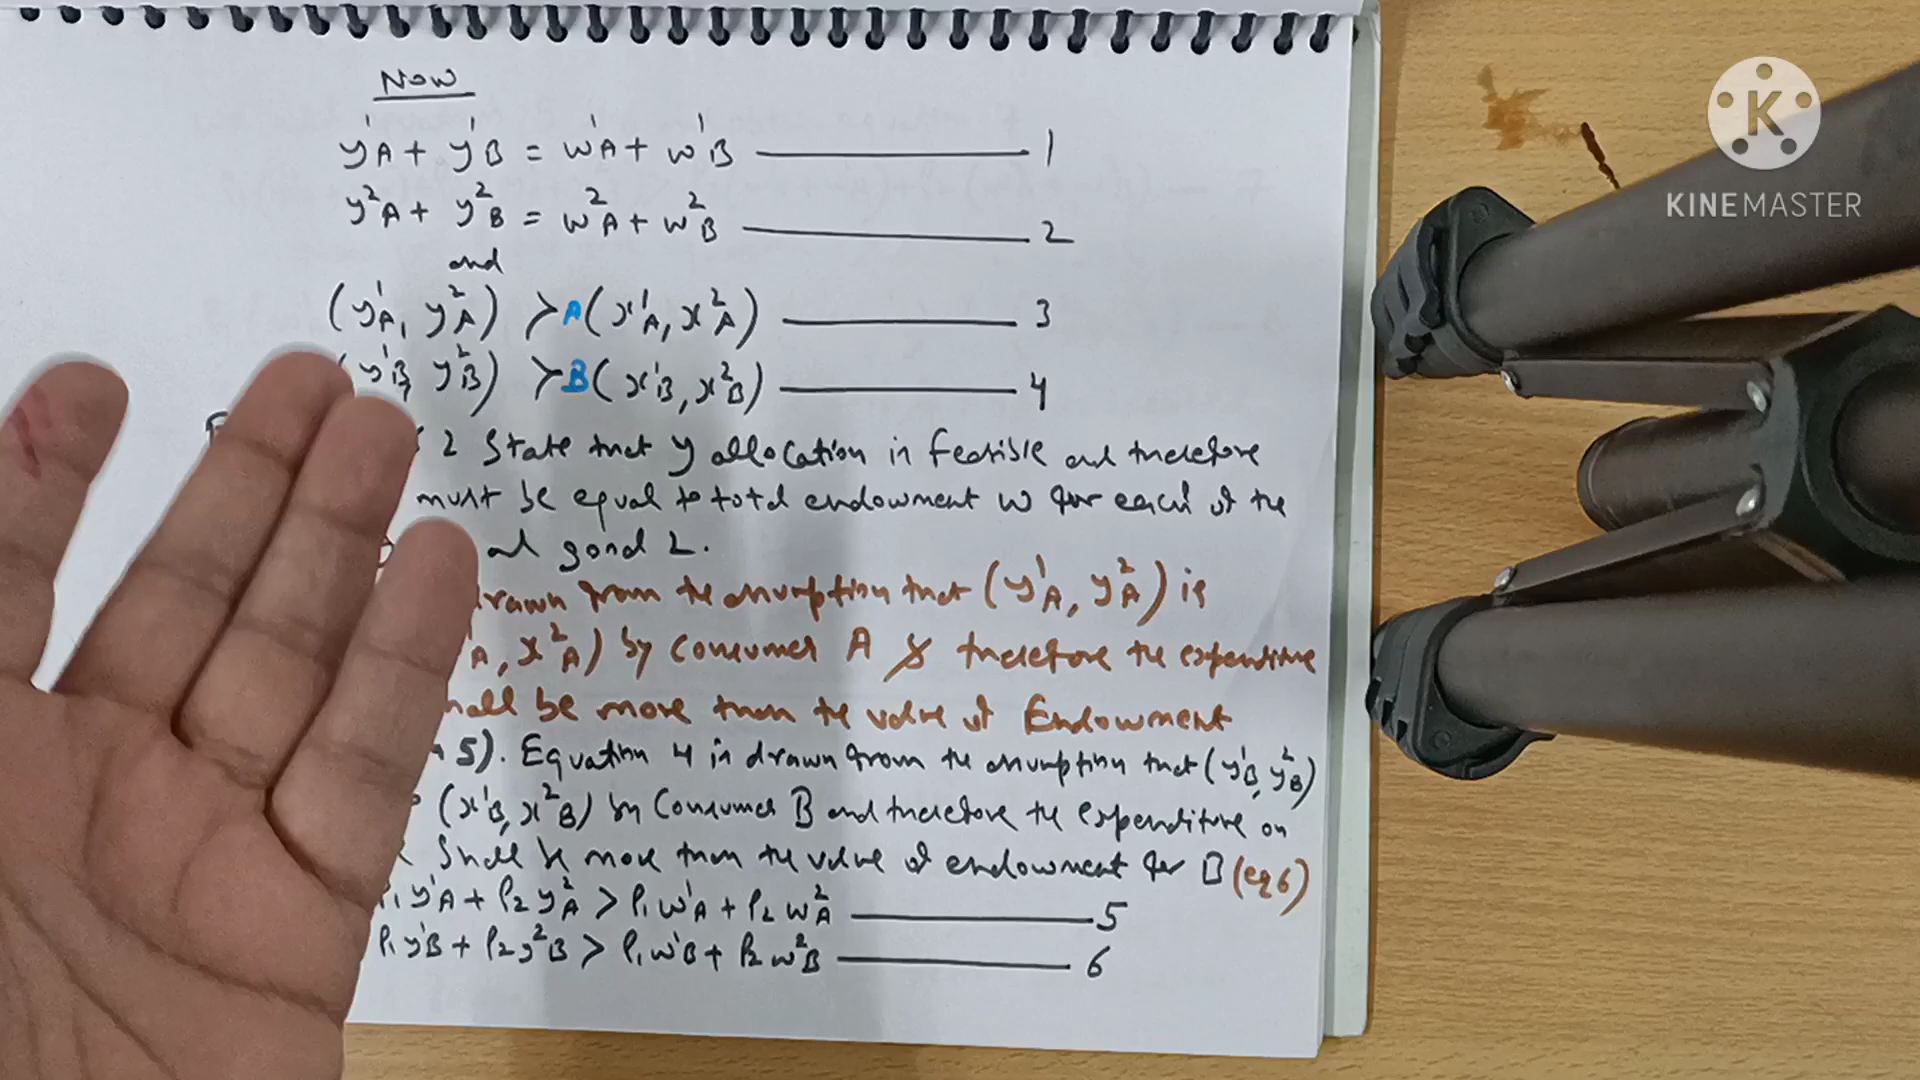 Now
y¹A + y¹B = w¹A + w¹B 1
y²A + y²B = w²A + w²B 2
and
(y¹A, y²A) >A (x¹A, x²A) 3
y¹B, y²B) >B (x¹B, x²B) 4
2 State that y allocation is feasible and therefore
must be equal to total endowment w for each of the
good 2.
drawn from the assumption that (y¹A, y²A) is
A, x²A) by consumer A & therefore the expenditure
shall be more than the value of Endowment
5). Equation 4 is drawn from the assumption that (y¹B, y²B)
(x¹B, x²B) by Consumer B and therefore the expenditure on
shall be more than the value of endowment for B (eq 6)
P₁y¹A + P₂y²A > P₁w¹A + P₂w²A 5
P₁y¹B + P₂y²B > P₁w¹B + P₂w²B 6
K
KINEMASTER